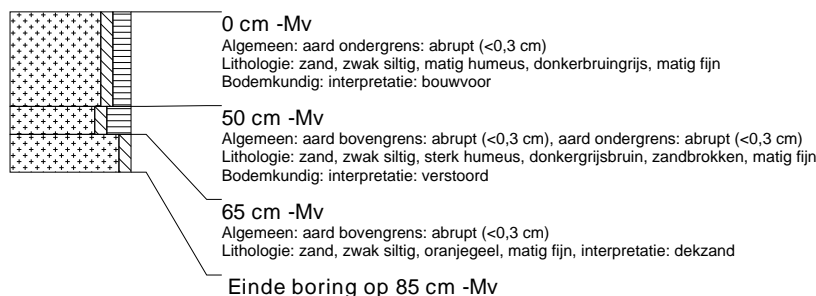 0 cm -Mv
Algemeen: aard ondergrens: abrupt (<0,3 cm)
Lithologie: zand, zwak siltig, matig humeus, donkerbruingrijs, matig fijn
Bodemkundig: interpretatie: bouwvoor
50 cm -Mv
Algemeen: aard bovengrens: abrupt (<0,3 cm), aard ondergrens: abrupt (<0,3 cm)
Lithologie: zand, zwak siltig, sterk humeus, donkergrijsbruin, zandbrokken, matig fijn
Bodemkundig: interpretatie: verstoord
65 cm -Mv
Algemeen: aard bovengrens: abrupt (<0,3 cm)
Lithologie: zand, zwak siltig, oranjegeel, matig fijn, interpretatie: dekzand
Einde boring op 85 cm -Mv